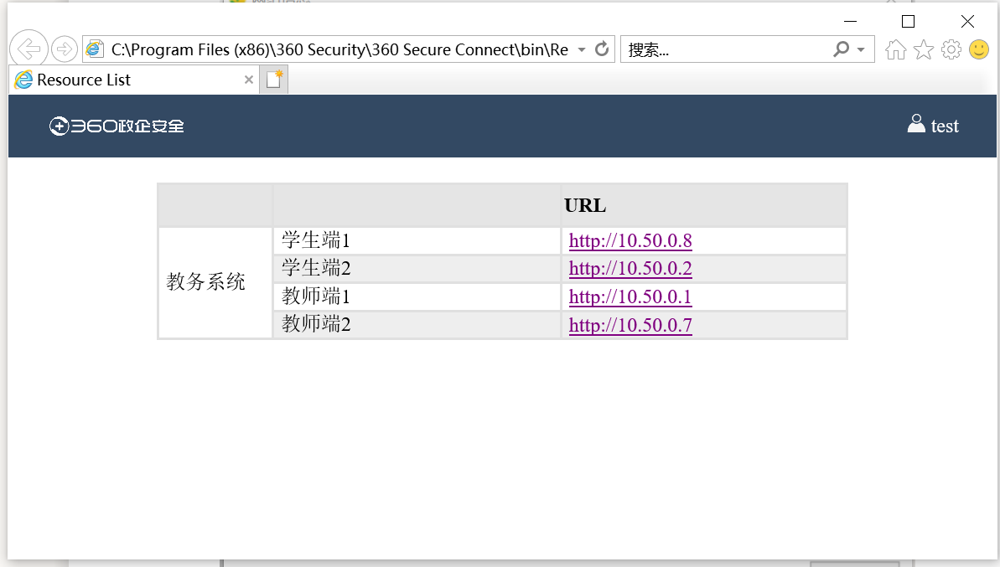 C:\Program Files (x86)\360 Security\360 Secure Connect\bin\Re
搜索...
Resource List
360政企安全
test
URL
教务系统
学生端1 http://10.50.0.8
学生端2 http://10.50.0.2
教师端1 http://10.50.0.1
教师端2 http://10.50.0.7